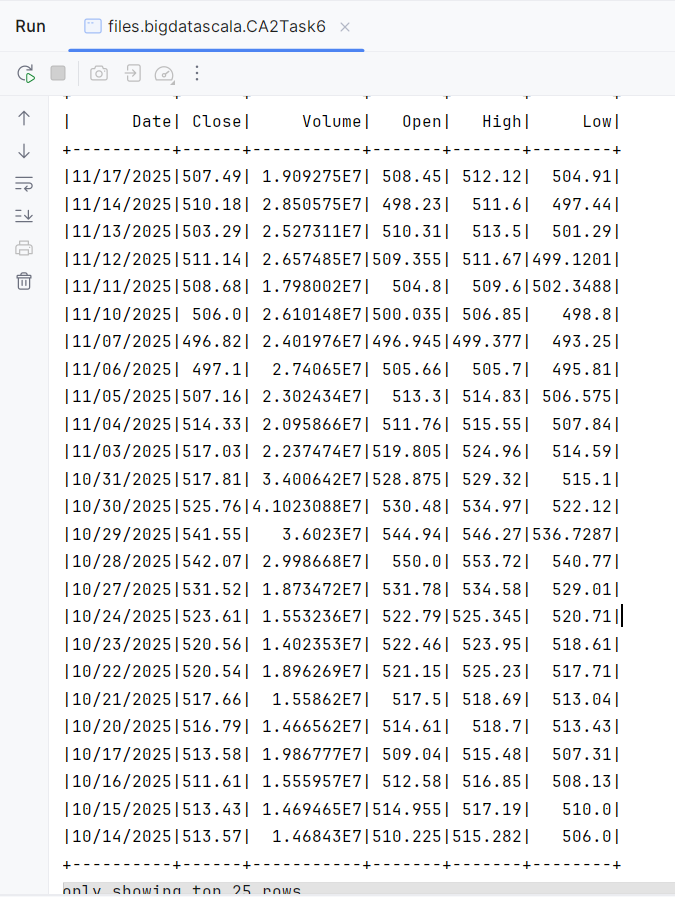 Run files.bigdatascala.CA2Task6
| Date| Close| Volume| Open| High| Low|
+----------+------+-----------+-------+-------+--------+
|11/17/2025|507.49| 1.909275E7| 508.45| 512.12| 504.91|
|11/14/2025|510.18| 2.850575E7| 498.23| 511.6| 497.44|
|11/13/2025|503.29| 2.527311E7| 510.31| 513.5| 501.29|
|11/12/2025|511.14| 2.657485E7|509.355| 511.67|499.1201|
|11/11/2025|508.68| 1.798002E7| 504.8| 509.6|502.3488|
|11/10/2025| 506.0| 2.610148E7|500.035| 506.85| 498.8|
|11/07/2025|496.82| 2.401976E7|496.945|499.377| 493.25|
|11/06/2025| 497.1| 2.74065E7| 505.66| 505.7| 495.81|
|11/05/2025|507.16| 2.302434E7| 513.3| 514.83| 506.575|
|11/04/2025|514.33| 2.095866E7| 511.76| 515.55| 507.84|
|11/03/2025|517.03| 2.237474E7|519.805| 524.96| 514.59|
|10/31/2025|517.81| 3.400642E7|528.875| 529.32| 515.1|
|10/30/2025|525.76|4.1023088E7| 530.48| 534.97| 522.12|
|10/29/2025|541.55| 3.6023E7| 544.94| 546.27|536.7287|
|10/28/2025|542.07| 2.998668E7| 550.0| 553.72| 540.77|
|10/27/2025|531.52| 1.873472E7| 531.78| 534.58| 529.01|
|10/24/2025|523.61| 1.553236E7| 522.79|525.345| 520.71|
|10/23/2025|520.56| 1.402353E7| 522.46| 523.95| 518.61|
|10/22/2025|520.54| 1.896269E7| 521.15| 525.23| 517.71|
|10/21/2025|517.66| 1.55862E7| 517.5| 518.69| 513.04|
|10/20/2025|516.79| 1.466562E7| 514.61| 518.7| 513.43|
|10/17/2025|513.58| 1.986777E7| 509.04| 515.48| 507.31|
|10/16/2025|511.61| 1.555957E7| 512.58| 516.85| 508.13|
|10/15/2025|513.43| 1.469465E7|514.955| 517.19| 510.0|
|10/14/2025|513.57| 1.46843E7|510.225|515.282| 506.0|
+----------+------+-----------+-------+-------+--------+
only showing top 25 rows